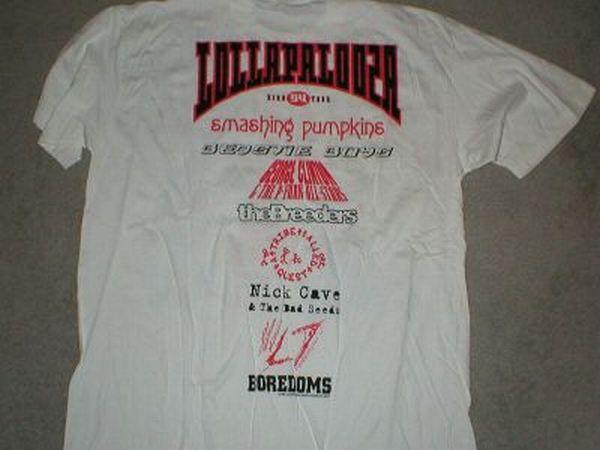 LOLLAPALOOZA
TOUR
smashing pumpkins
BEASTIE BOYS
GEORGE CLINTON
& THE P-FUNK ALL-STARS
the Breeders
A TRIBE CALLED QUEST
Nick Cave
& The Bad Seeds
L7
BOREDOMS